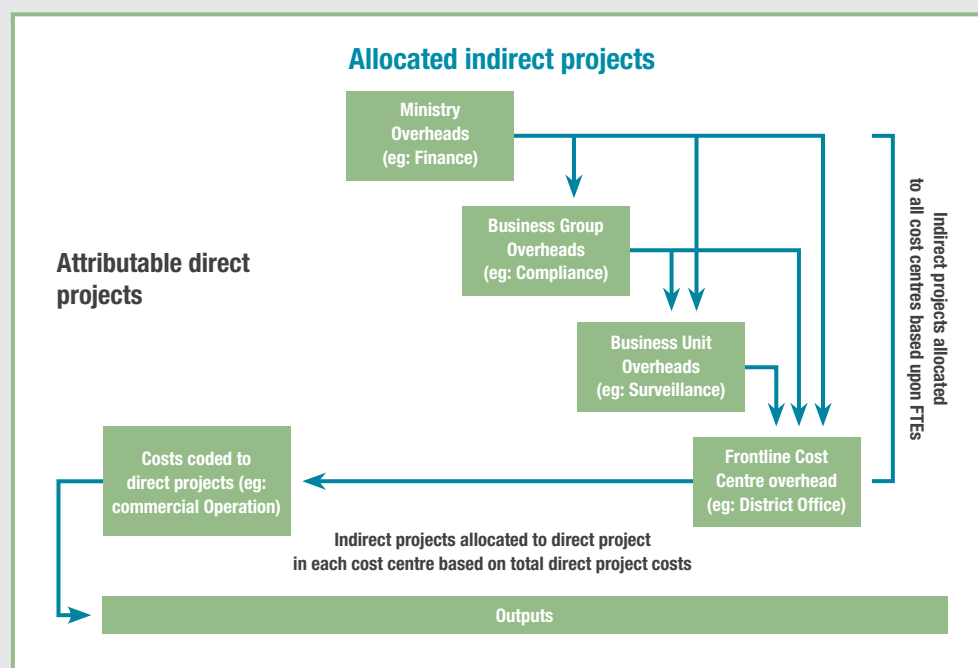 Allocated indirect projects
Ministry
Overheads
(eg: Finance)
Business Group
Overheads
(eg: Compliance)
Attributable direct
projects
Business Unit
Overheads
(eg: Surveillance)
Indirect projects allocated
to all cost centres based upon FTEs
Costs coded to
direct projects (eg:
commercial Operation)
Frontline Cost
Centre overhead
(eg: District Office)
Indirect projects allocated to direct project
in each cost centre based on total direct project costs
Outputs